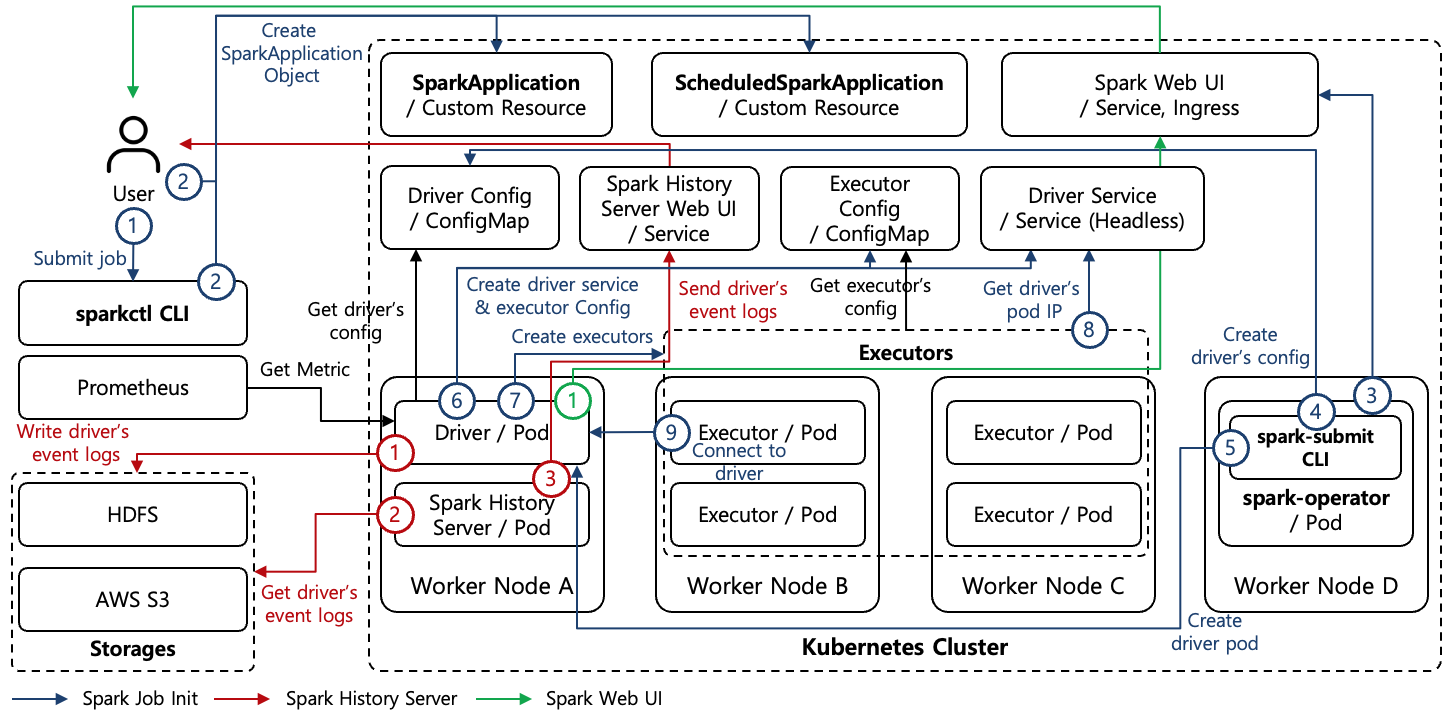 Create
SparkApplication
Object
SparkApplication
/ Custom Resource
ScheduledSparkApplication
/ Custom Resource
Spark Web UI
/ Service, Ingress
User
2
1
Submit job
2
sparkctl CLI
Driver Config
/ ConfigMap
Spark History
Server Web UI
/ Service
Executor
Config
/ ConfigMap
Driver Service
/ Service (Headless)
Get driver's
config
Create driver service
& executor Config
Send driver's
event logs
Get executor's
config
Get driver's
pod IP
8
Create executors
Executors
Create
driver's config
Prometheus
Get Metric
6
7
1
Driver / Pod
1
3
2
Spark History
Server / Pod
Worker Node A
9
Executor / Pod
Connect to
driver
Executor / Pod
Worker Node B
Executor / Pod
Executor / Pod
Worker Node C
3
4
5
spark-submit
CLI
spark-operator
/ Pod
Worker Node D
Write driver's
event logs
HDFS
AWS S3
Storages
Get driver's
event logs
Create
driver pod
Kubernetes Cluster
Spark Job Init
Spark History Server
Spark Web UI